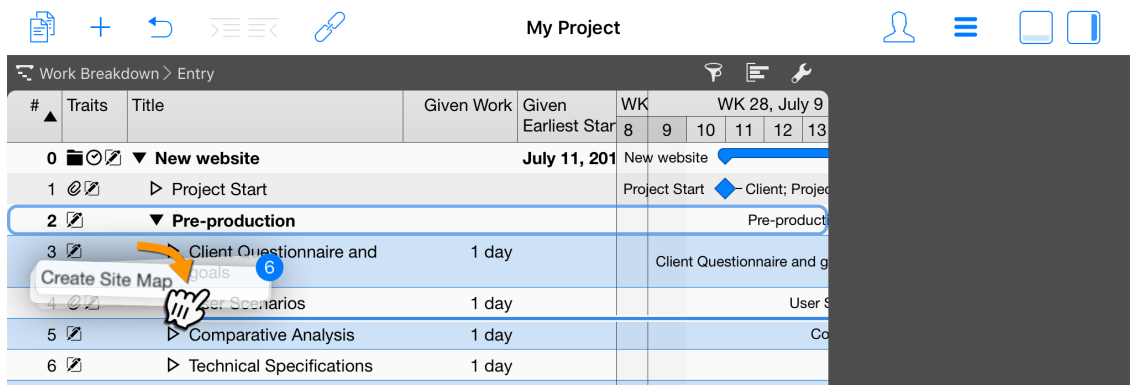 My Project
Work Breakdown > Entry
# Traits Title Given Work Given Earliest Star WK WK 28, July 9
8 9 10 11 12 13
0 New website July 11, 201 New website
1 Project Start Project Start Client; Projec
2 Pre-production Pre-producti
3 Client Questionnaire and goals 1 day Client Questionnaire and g
6
Create Site Map
4 User Scenarios 1 day User S
5 Comparative Analysis 1 day Co
6 Technical Specifications 1 day